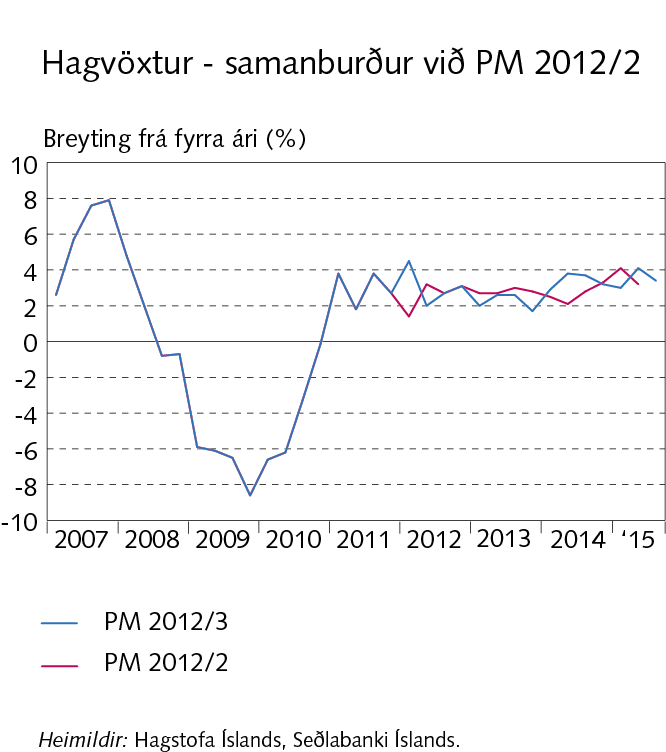 Hagvöxtur - samanburður við PM 2012/2
Breyting frá fyrra ári (%)
10
8
6
4
2
0
-2
-4
-6
-8
-10
2007 2008 2009 2010 2011 2012 2013 2014 ‘15
PM 2012/3
PM 2012/2
Heimildir: Hagstofa Íslands, Seðlabanki Íslands.